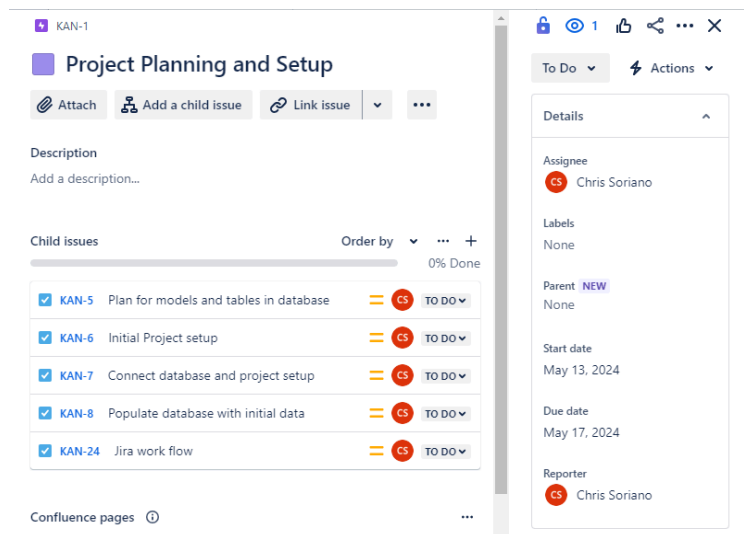 KAN-1
1
Project Planning and Setup
To Do
Actions
Attach
Add a child issue
Link issue
Details
Description
Add a description...
Assignee
CS Chris Soriano
Labels
None
Child issues
Order by
0% Done
Parent NEW
None
KAN-5 Plan for models and tables in database CS TO DO
KAN-6 Initial Project setup CS TO DO
KAN-7 Connect database and project setup CS TO DO
KAN-8 Populate database with initial data CS TO DO
KAN-24 Jira work flow CS TO DO
Start date
May 13, 2024
Due date
May 17, 2024
Reporter
CS Chris Soriano
Confluence pages